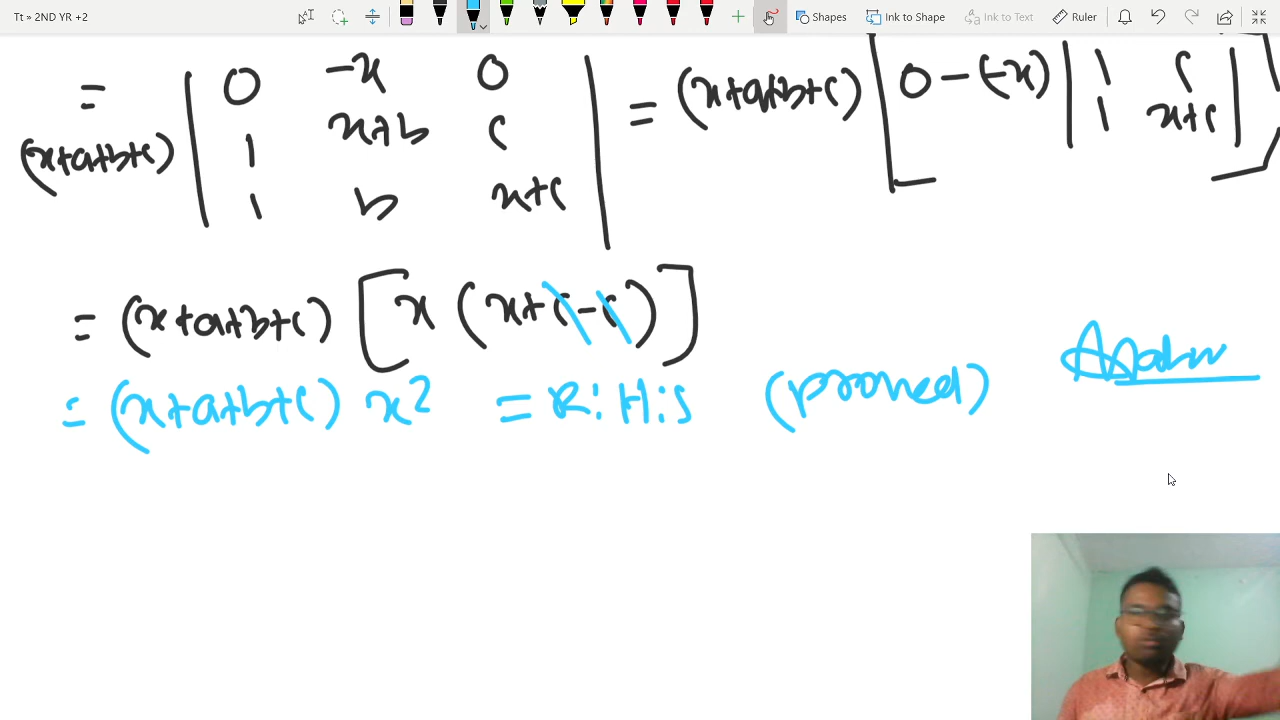 Tt » 2ND YR +2
Shapes Ink to Shape Ink to Text Ruler
= (x+a+b+c) | 0 -x 0 | = (x+a+b+c) [ 0 - (-x) | 1 c |
1 x+b c | 1 x+c | ]
1 b x+c |
= (x+a+b+c) [ x (x+c-c) ]
= (x+a+b+c) x² = R.H.S (proved)